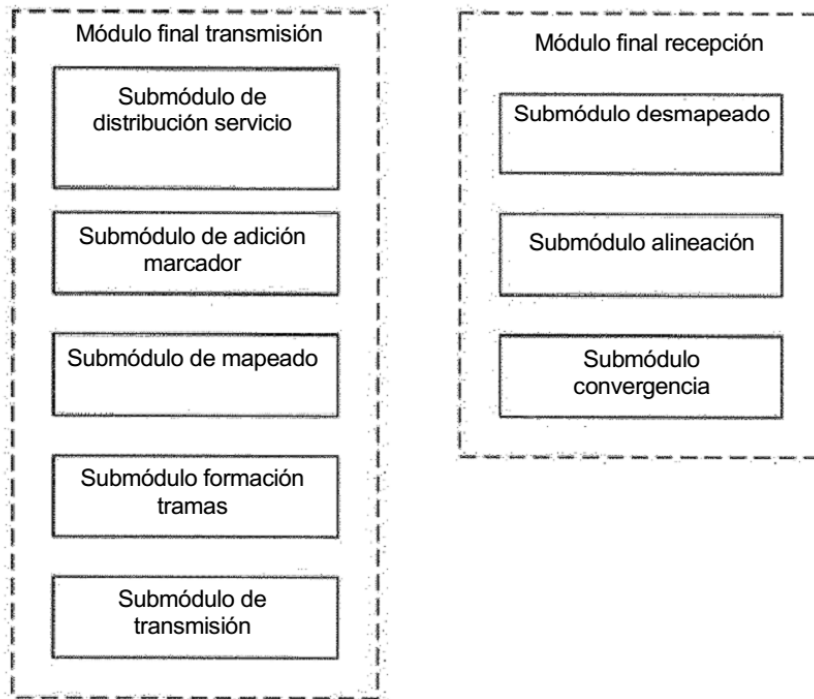 Módulo final transmisión
Submódulo de
distribución servicio
Submódulo de adición
marcador
Submódulo de mapeado
Submódulo formación
tramas
Submódulo de
transmisión
Módulo final recepción
Submódulo desmapeado
Submódulo alineación
Submódulo
convergencia